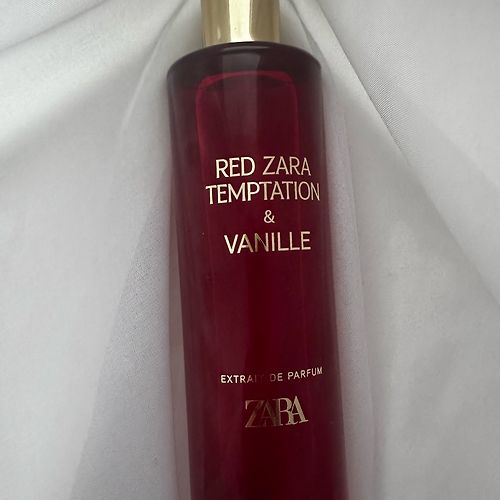 RED ZARA
TEMPTATION
&
VANILLE
EXTRAIT DE PARFUM
ZARA